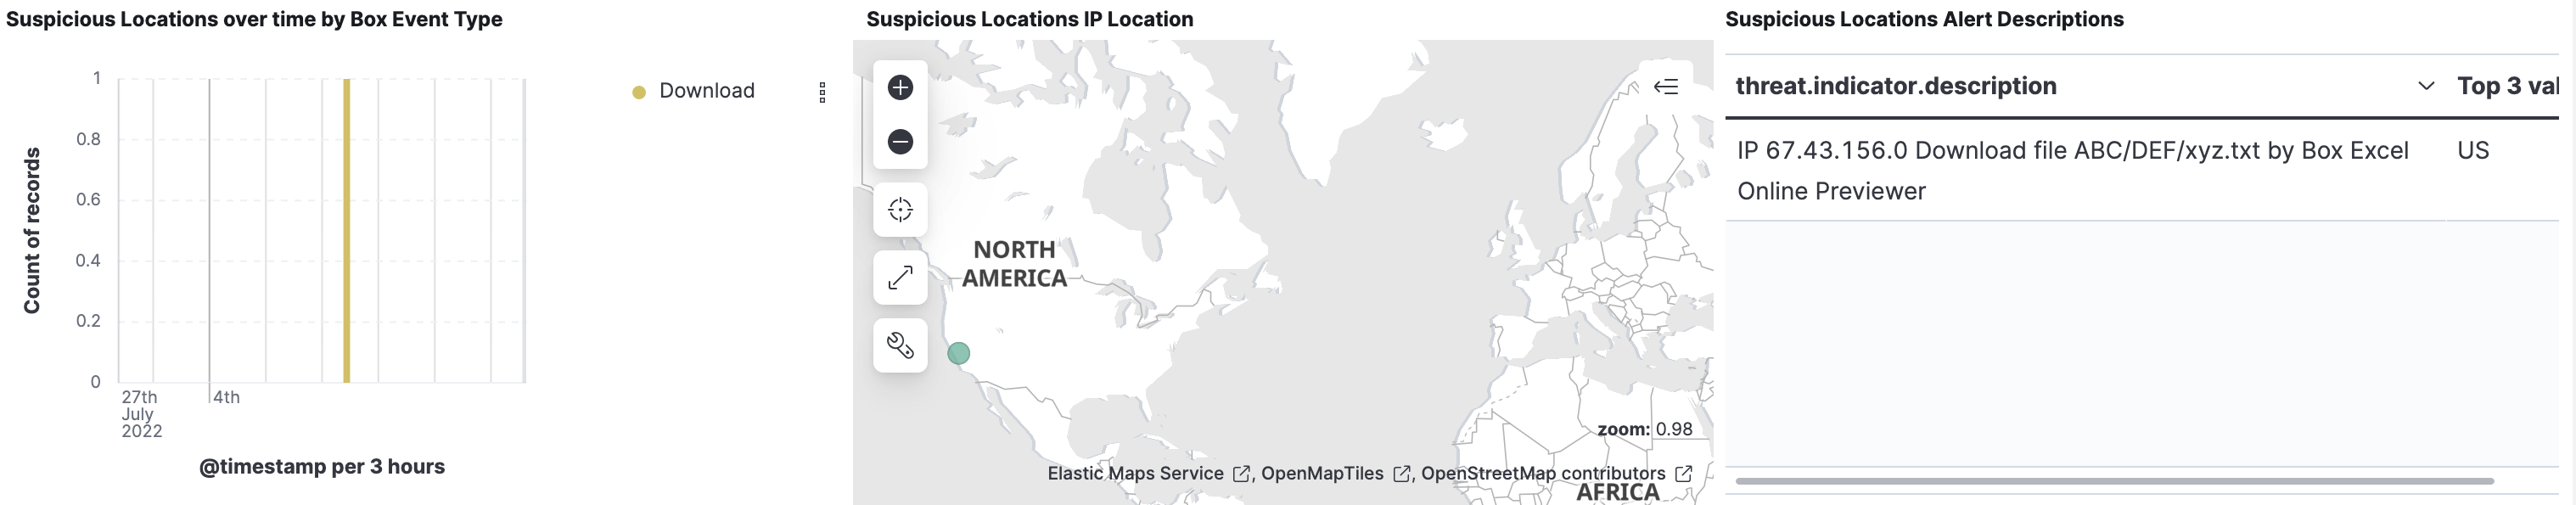 Suspicious Locations over time by Box Event Type
1
0.8
0.6
0.4
0.2
0
Count of records
27th
July
2022
4th
@timestamp per 3 hours
Download
Suspicious Locations IP Location
NORTH
AMERICA
zoom: 0.98
Elastic Maps Service , OpenMapTiles , OpenStreetMap contributors
AFRICA
Suspicious Locations Alert Descriptions
threat.indicator.description Top 3 val
IP 67.43.156.0 Download file ABC/DEF/xyz.txt by Box Excel US
Online Previewer